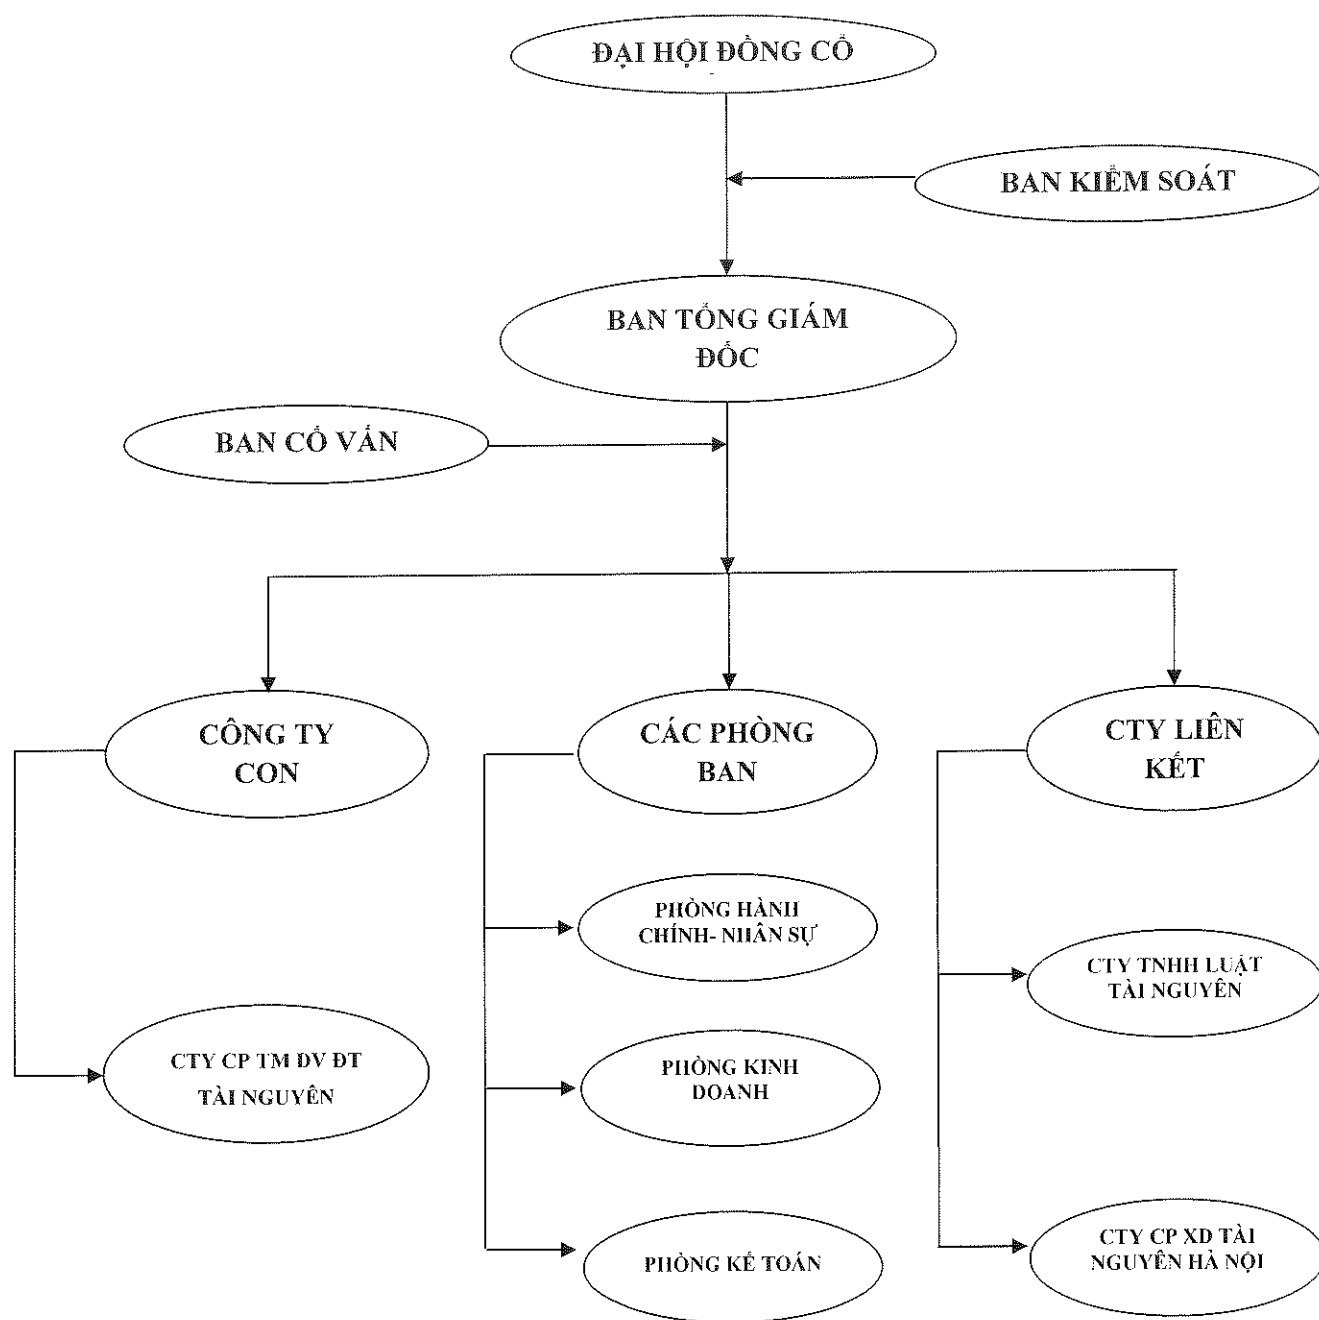 ĐẠI HỘI ĐỒNG CỔ
BAN KIỂM SOÁT
BAN TỔNG GIÁM
ĐỐC
BAN CỐ VẤN
CÔNG TY
CON
CÁC PHÒNG
BAN
CTY LIÊN
KẾT
PHÒNG HÀNH
CHÍNH- NHÂN SỰ
CTY TNHH LUẬT
TÀI NGUYÊN
CTY CP TM DV ĐT
TÀI NGUYÊN
PHÒNG KINH
DOANH
PHÒNG KẾ TOÁN
CTY CP XD TÀI
NGUYÊN HÀ NỘI